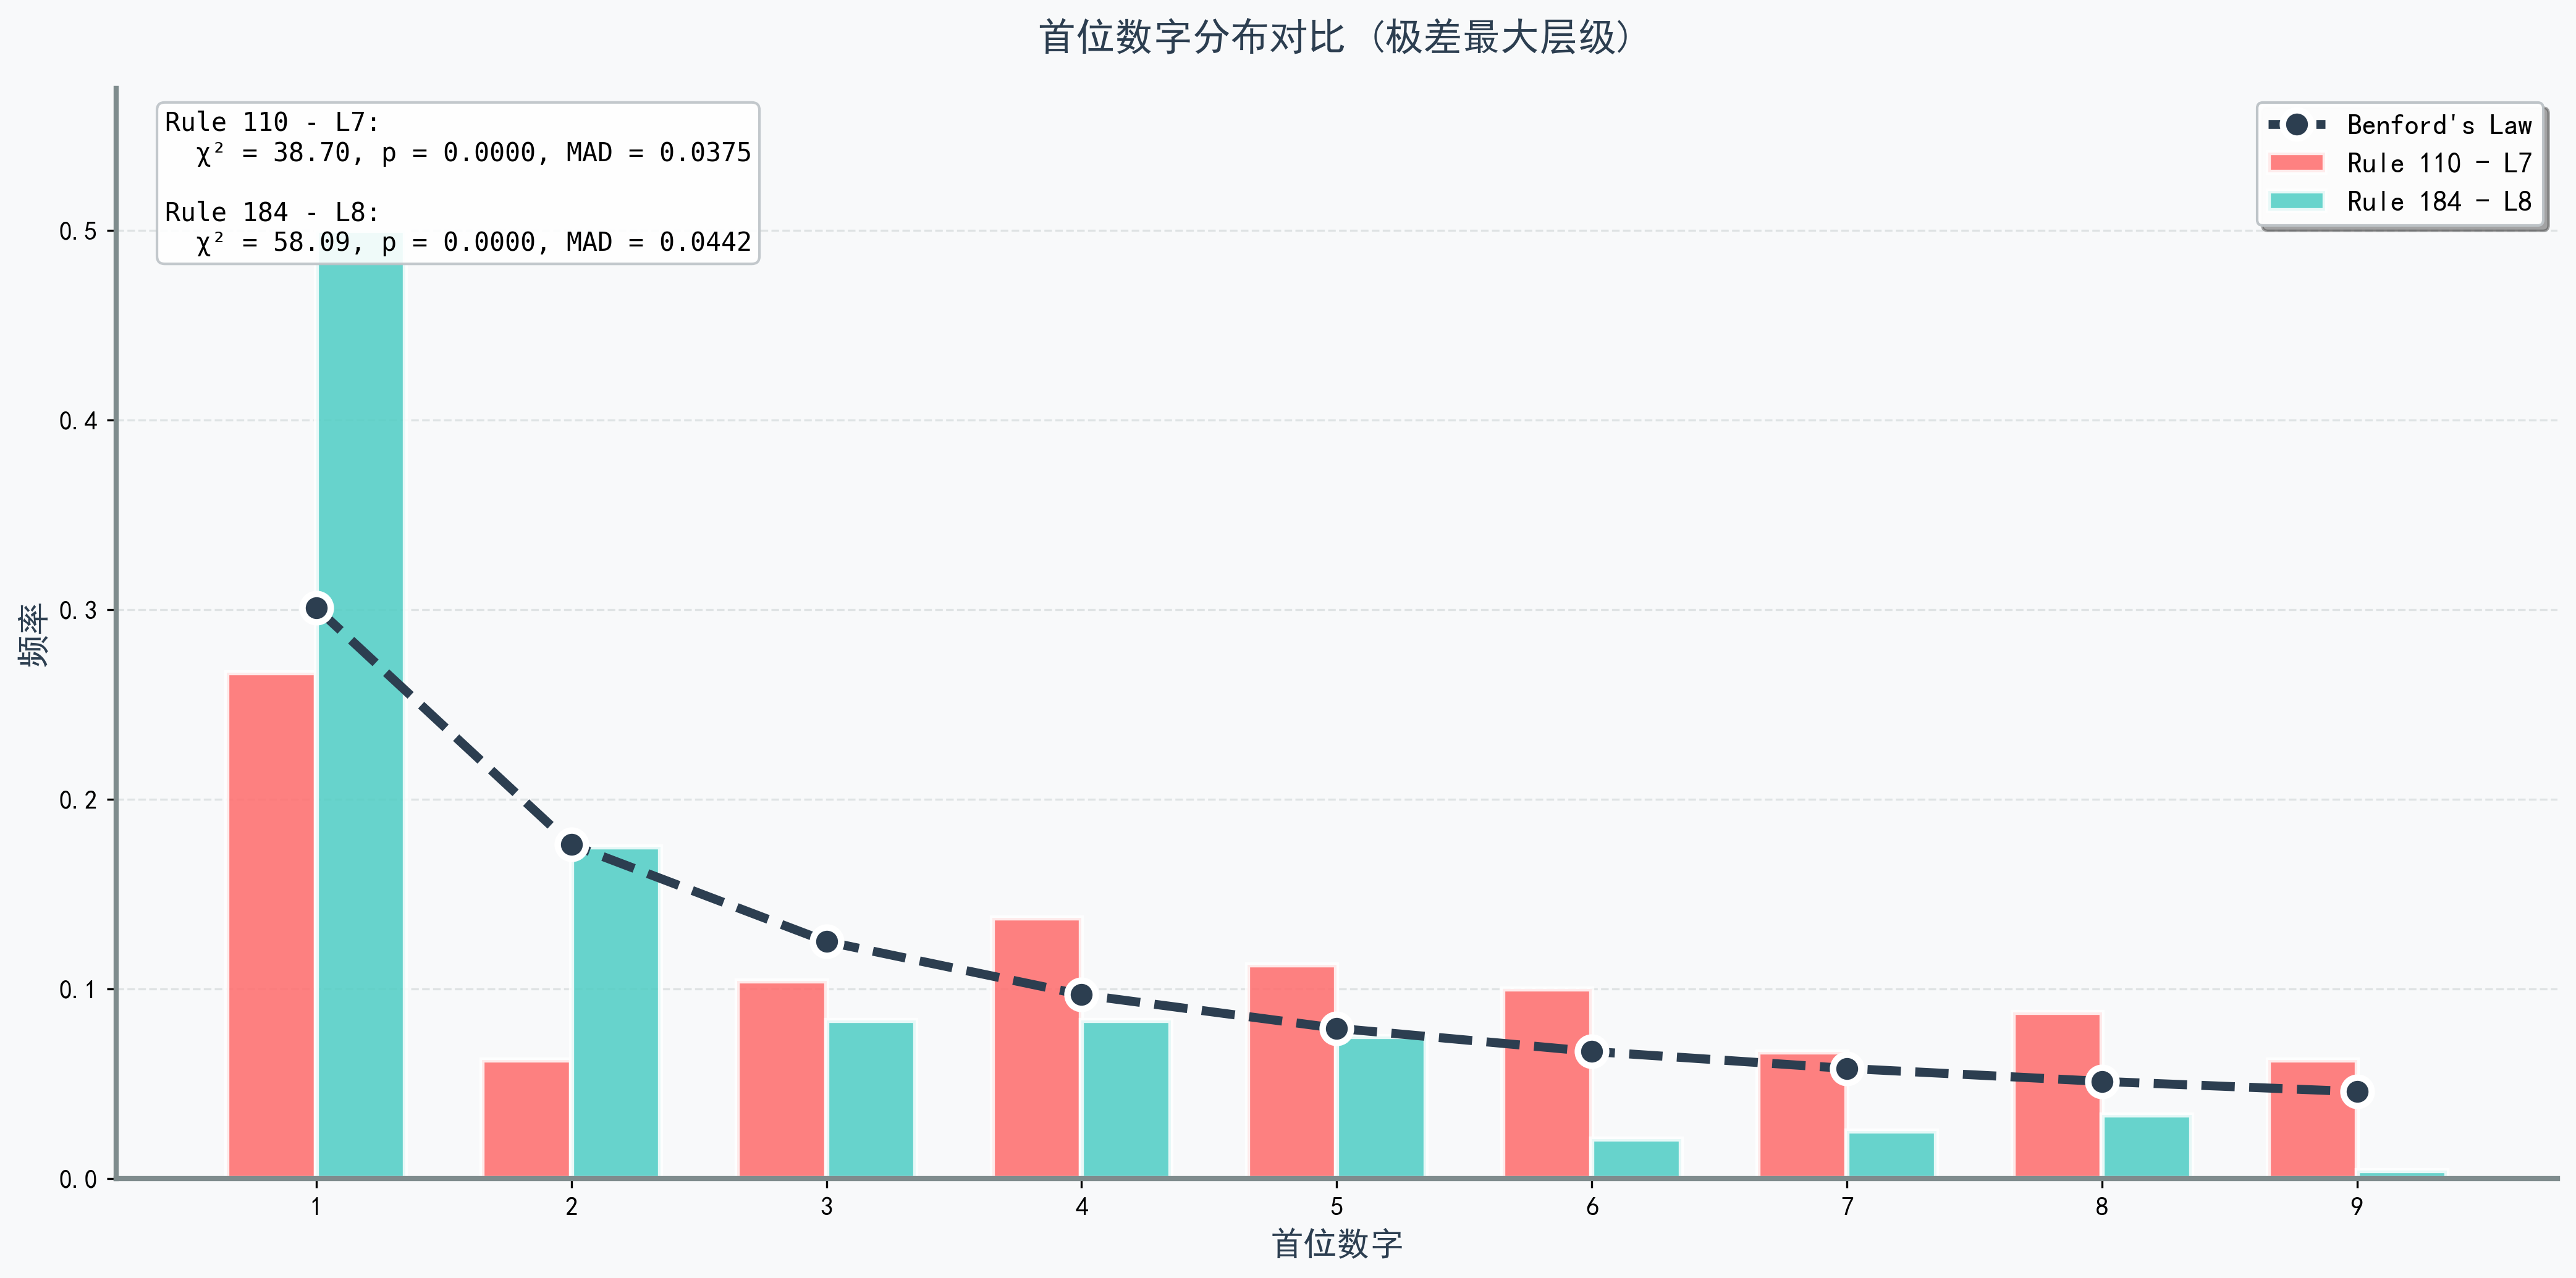 首位数字分布对比 (极差最大层级)
Rule 110 - L7:
χ² = 38.70, p = 0.0000, MAD = 0.0375
Rule 184 - L8:
χ² = 58.09, p = 0.0000, MAD = 0.0442
Benford's Law
Rule 110 - L7
Rule 184 - L8
频率
0.5
0.4
0.3
0.2
0.1
0.0
1 2 3 4 5 6 7 8 9
首位数字